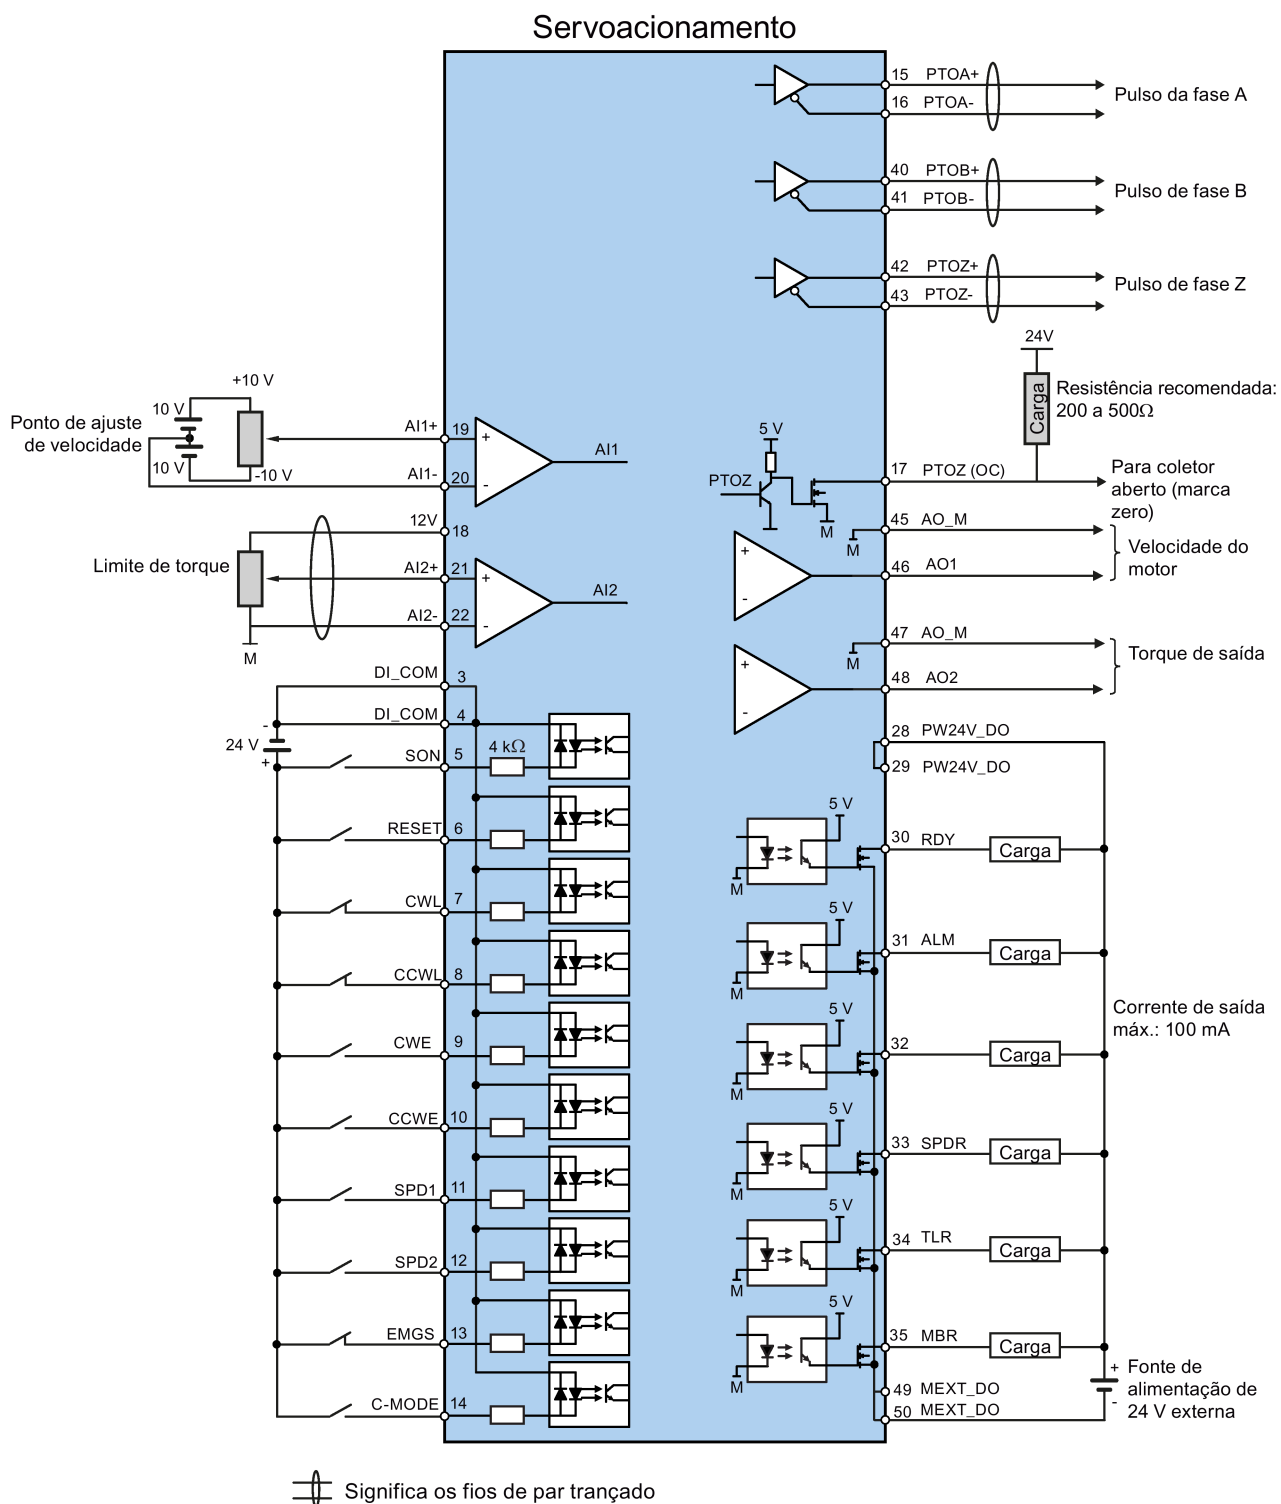 Servoacionamento
15 PTOA+
16 PTOA-
Pulso da fase A
40 PTOB+
41 PTOB-
Pulso de fase B
42 PTOZ+
43 PTOZ-
Pulso de fase Z
24V
Carga
Resistência recomendada:
200 a 500Ω
+10 V
10 V
Ponto de ajuste
de velocidade
10 V
-10 V
AI1+ 19
AI1- 20
+
-
AI1
12V 18
Limite de torque
AI2+ 21
AI2- 22
+
-
AI2
M
5 V
PTOZ
M
17 PTOZ (OC)
Para coletor
aberto (marca
zero)
M
45 AO_M
46 AO1
+
-
Velocidade do
motor
M
47 AO_M
48 AO2
+
-
Torque de saída
DI_COM 3
DI_COM 4
-
24 V
+
SON 5
4 kΩ
RESET 6
CWL 7
CCWL 8
CWE 9
CCWE 10
SPD1 11
SPD2 12
EMGS 13
C-MODE 14
28 PW24V_DO
29 PW24V_DO
5 V
M
30 RDY
Carga
5 V
M
31 ALM
Carga
Corrente de saída
máx.: 100 mA
5 V
M
32
Carga
5 V
M
33 SPDR
Carga
5 V
M
34 TLR
Carga
5 V
M
35 MBR
Carga
49 MEXT_DO
50 MEXT_DO
+
-
Fonte de
alimentação de
24 V externa
Significa os fios de par trançado